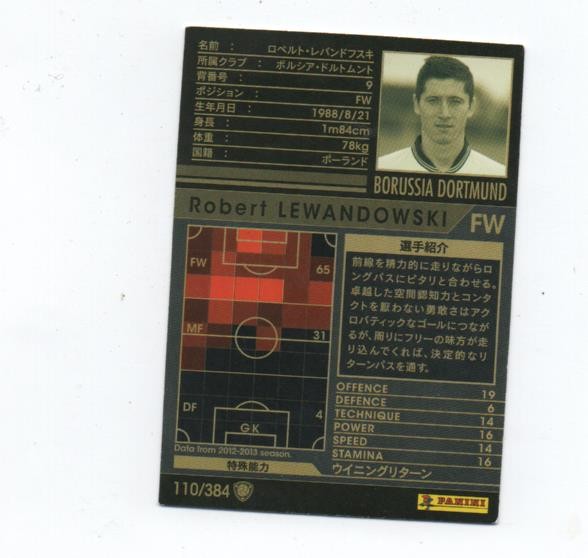 名前 : ロベルト・レバンドフスキ
所属クラブ : ボルシア・ドルトムント
背番号 : 9
ポジション : FW
生年月日 : 1988/8/21
身長 : 1m84cm
体重 : 78kg
国籍 : ポーランド
BORUSSIA DORTMUND
Robert LEWANDOWSKI
FW
FW 65
MF 31
DF 4
GK
Data from 2012-2013 season.
選手紹介
前線を精力的に走りながらロ
ングパスにピタリと合わせる。
卓越した空間認知力とコンタ
クトを厭わない勇敢さはアク
ロバティックなゴールにつなが
るが、周りにフリーの味方が走
り込んでくれば、決定的なリ
ターンパスを通す。
OFFENCE 19
DEFENCE 6
TECHNIQUE 14
POWER 16
SPEED 14
STAMINA 16
特殊能力
ウイニングリターン
110/384
PANINI